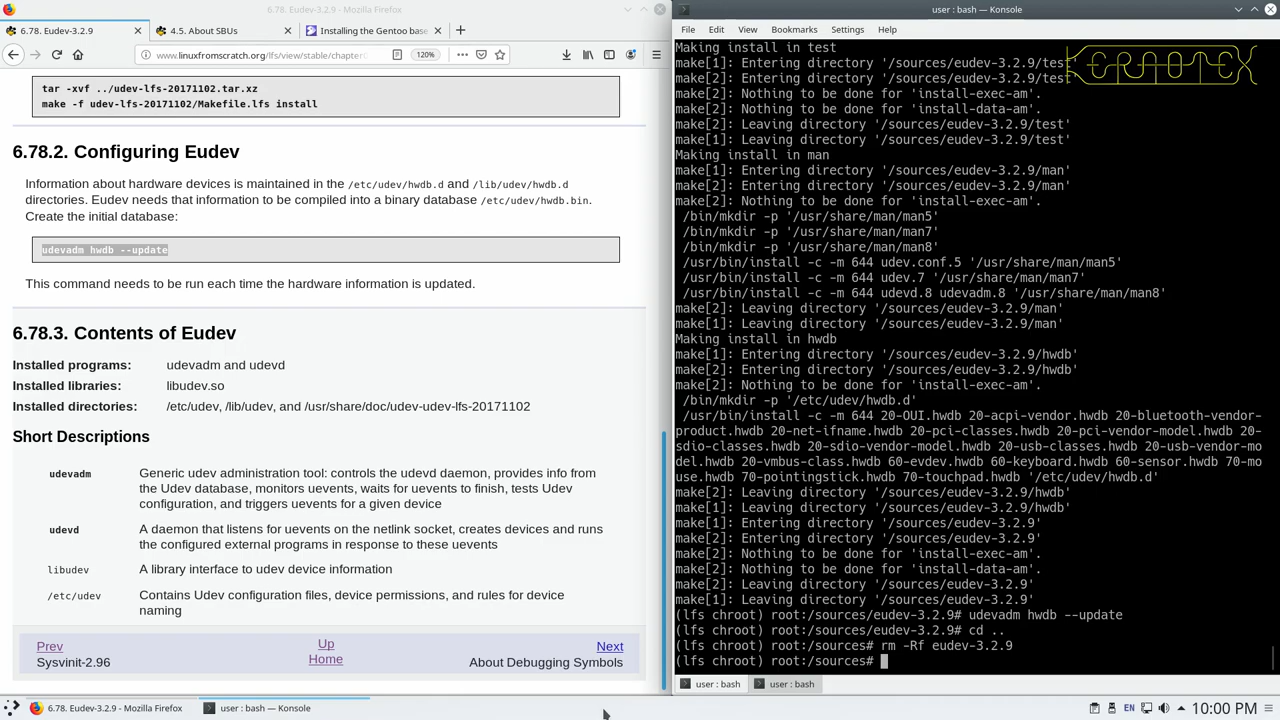 6.78. Eudev-3.2.9 - Mozilla Firefox
6.78. Eudev-3.2.9
4.5. About SBUs
Installing the Gentoo bas
www.linuxfromscratch.org/lfs/view/stable/chapter
120%
tar -xvf ../udev-lfs-20171102.tar.xz
make -f udev-lfs-20171102/Makefile.lfs install
6.78.2. Configuring Eudev
Information about hardware devices is maintained in the /etc/udev/hwdb.d and /lib/udev/hwdb.d
directories. Eudev needs that information to be compiled into a binary database /etc/udev/hwdb.bin.
Create the initial database:
udevadm hwdb --update
This command needs to be run each time the hardware information is updated.
6.78.3. Contents of Eudev
Installed programs: udevadm and udevd
Installed libraries: libudev.so
Installed directories: /etc/udev, /lib/udev, and /usr/share/doc/udev-udev-lfs-20171102
Short Descriptions
udevadm Generic udev administration tool: controls the udevd daemon, provides info from
the Udev database, monitors uevents, waits for uevents to finish, tests Udev
configuration, and triggers uevents for a given device
udevd A daemon that listens for uevents on the netlink socket, creates devices and runs
the configured external programs in response to these uevents
libudev A library interface to udev device information
/etc/udev Contains Udev configuration files, device permissions, and rules for device
naming
Prev Up Next
Sysvinit-2.96 Home About Debugging Symbols
user : bash — Konsole
File Edit View Bookmarks Settings Help
Making install in test
make[1]: Entering directory '/sources/eudev-3.2.9/test'
make[2]: Entering directory '/sources/eudev-3.2.9/test'
make[2]: Nothing to be done for 'install-exec-am'.
make[2]: Nothing to be done for 'install-data-am'.
make[2]: Leaving directory '/sources/eudev-3.2.9/test'
make[1]: Leaving directory '/sources/eudev-3.2.9/test'
Making install in man
make[1]: Entering directory '/sources/eudev-3.2.9/man'
make[2]: Entering directory '/sources/eudev-3.2.9/man'
make[2]: Nothing to be done for 'install-exec-am'.
/bin/mkdir -p '/usr/share/man/man5'
/bin/mkdir -p '/usr/share/man/man7'
/bin/mkdir -p '/usr/share/man/man8'
/usr/bin/install -c -m 644 udev.conf.5 '/usr/share/man/man5'
/usr/bin/install -c -m 644 udev.7 '/usr/share/man/man7'
/usr/bin/install -c -m 644 udevd.8 udevadm.8 '/usr/share/man/man8'
make[2]: Leaving directory '/sources/eudev-3.2.9/man'
make[1]: Leaving directory '/sources/eudev-3.2.9/man'
Making install in hwdb
make[1]: Entering directory '/sources/eudev-3.2.9/hwdb'
make[2]: Entering directory '/sources/eudev-3.2.9/hwdb'
make[2]: Nothing to be done for 'install-exec-am'.
/bin/mkdir -p '/etc/udev/hwdb.d'
/usr/bin/install -c -m 644 20-OUI.hwdb 20-acpi-vendor.hwdb 20-bluetooth-vendor-
product.hwdb 20-net-ifname.hwdb 20-pci-classes.hwdb 20-pci-vendor-model.hwdb 20-
sdio-classes.hwdb 20-sdio-vendor-model.hwdb 20-usb-classes.hwdb 20-usb-vendor-mo
del.hwdb 20-vmbus-class.hwdb 60-evdev.hwdb 60-keyboard.hwdb 60-sensor.hwdb 70-mo
use.hwdb 70-pointingstick.hwdb 70-touchpad.hwdb '/etc/udev/hwdb.d'
make[2]: Leaving directory '/sources/eudev-3.2.9/hwdb'
make[1]: Leaving directory '/sources/eudev-3.2.9/hwdb'
make[1]: Entering directory '/sources/eudev-3.2.9'
make[2]: Entering directory '/sources/eudev-3.2.9'
make[2]: Nothing to be done for 'install-exec-am'.
make[2]: Nothing to be done for 'install-data-am'.
make[2]: Leaving directory '/sources/eudev-3.2.9'
make[1]: Leaving directory '/sources/eudev-3.2.9'
(lfs chroot) root:/sources/eudev-3.2.9# udevadm hwdb --update
(lfs chroot) root:/sources/eudev-3.2.9# cd ..
(lfs chroot) root:/sources# rm -Rf eudev-3.2.9
(lfs chroot) root:/sources#
user : bash
user : bash
6.78. Eudev-3.2.9 - Mozilla Firefox
user : bash — Konsole
EN
10:00 PM